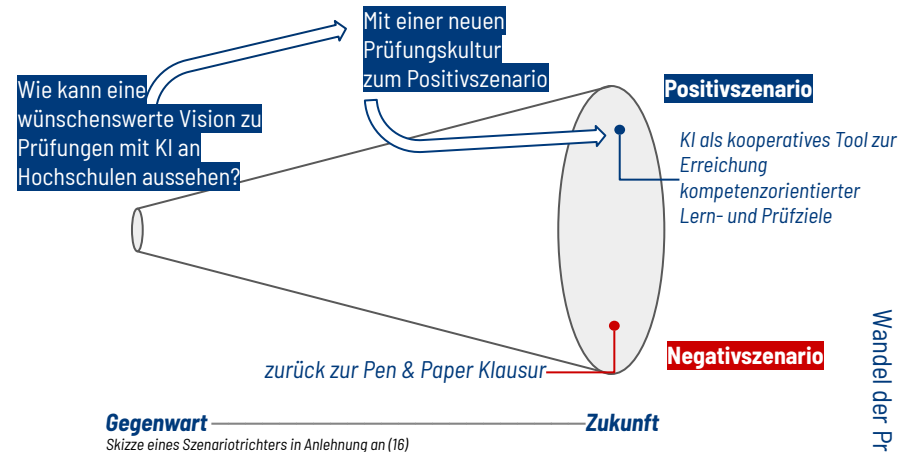 Mit einer neuen
Prüfungskultur
zum Positivszenario
Wie kann eine
wünschenswerte Vision zu
Prüfungen mit KI an
Hochschulen aussehen?
Positivszenario
KI als kooperatives Tool zur
Erreichung
kompetenzorientierter
Lern- und Prüfziele
Negativszenario
zurück zur Pen & Paper Klausur
Gegenwart
Zukunft
Skizze eines Szenariotrichters in Anlehnung an (16)
Wandel der Pr